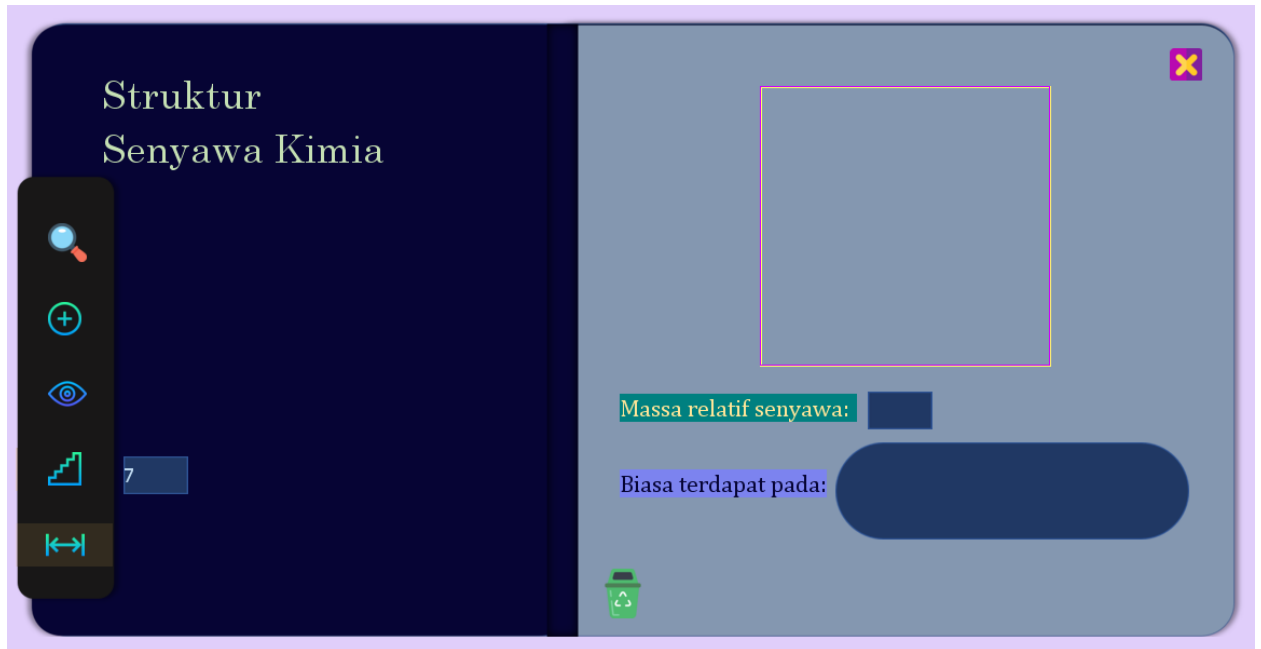 Struktur
Senyawa Kimia
7
Massa relatif senyawa:
Biasa terdapat pada: